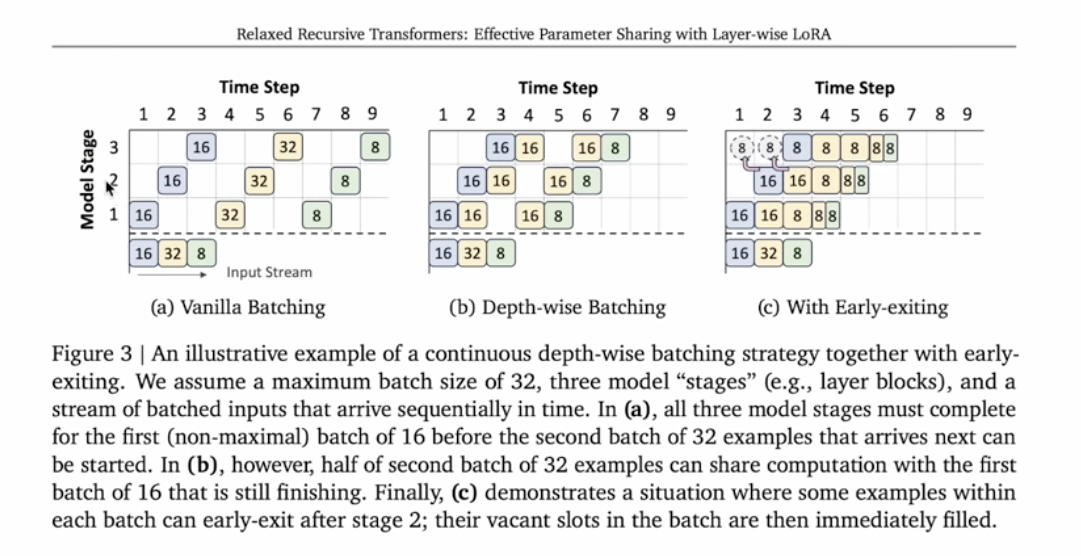 Relaxed Recursive Transformers: Effective Parameter Sharing with Layer-wise LoRA
Time Step
1 2 3 4 5 6 7 8 9
Model Stage
3 16 32 8
2 16 32 8
1 16 32 8
16 32 8
Input Stream
(a) Vanilla Batching
Time Step
1 2 3 4 5 6 7 8 9
16 16 16 8
16 16 16 8
16 16 16 8
16 32 8
(b) Depth-wise Batching
Time Step
1 2 3 4 5 6 7 8 9
8 8 8 8 8 8 8
16 16 8 8 8
16 16 8 8 8
16 32 8
(c) With Early-exiting
Figure 3 | An illustrative example of a continuous depth-wise batching strategy together with early-
exiting. We assume a maximum batch size of 32, three model “stages” (e.g., layer blocks), and a
stream of batched inputs that arrive sequentially in time. In (a), all three model stages must complete
for the first (non-maximal) batch of 16 before the second batch of 32 examples that arrives next can
be started. In (b), however, half of second batch of 32 examples can share computation with the first
batch of 16 that is still finishing. Finally, (c) demonstrates a situation where some examples within
each batch can early-exit after stage 2; their vacant slots in the batch are then immediately filled.